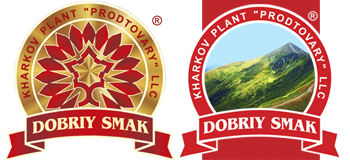 KHARKOV PLANT "PRODTOVARY" LLC
®
DOBRIY SMAK
KHARKOV PLANT "PRODTOVARY" LLC
®
DOBRIY SMAK